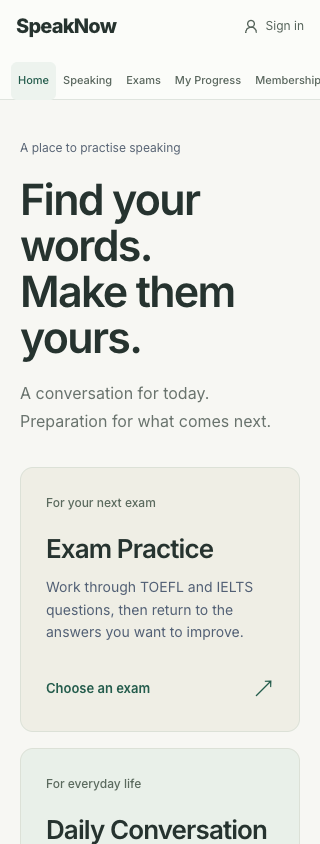 SpeakNow
Sign in
Home Speaking Exams My Progress Membership
A place to practise speaking
Find your
words.
Make them
yours.
A conversation for today.
Preparation for what comes next.
For your next exam
Exam Practice
Work through TOEFL and IELTS
questions, then return to the
answers you want to improve.
Choose an exam
For everyday life
Daily Conversation